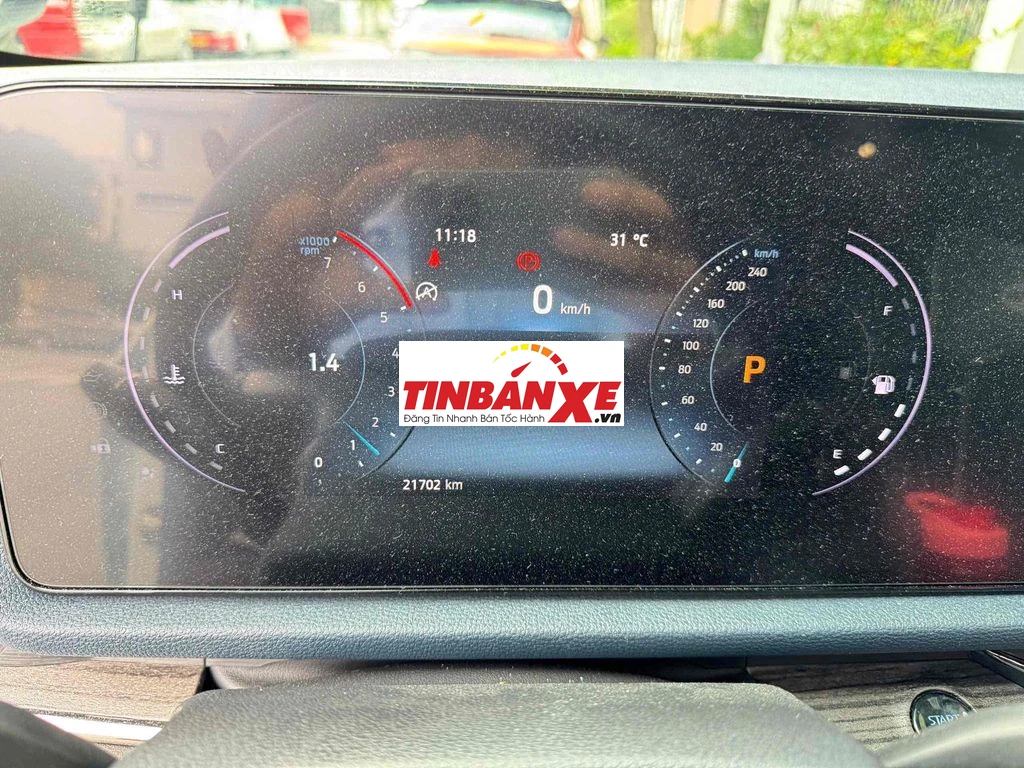 11:18
31 °C
x1000
rpm
7
6
5
4
3
2
1
0
1.4
H
C
0 km/h
km/h
240
200
160
120
100
80
60
40
20
0
P
F
E
TINBÁNXE.vn
Đăng Tin Nhanh Bán Tốc Hành
21702 km
START